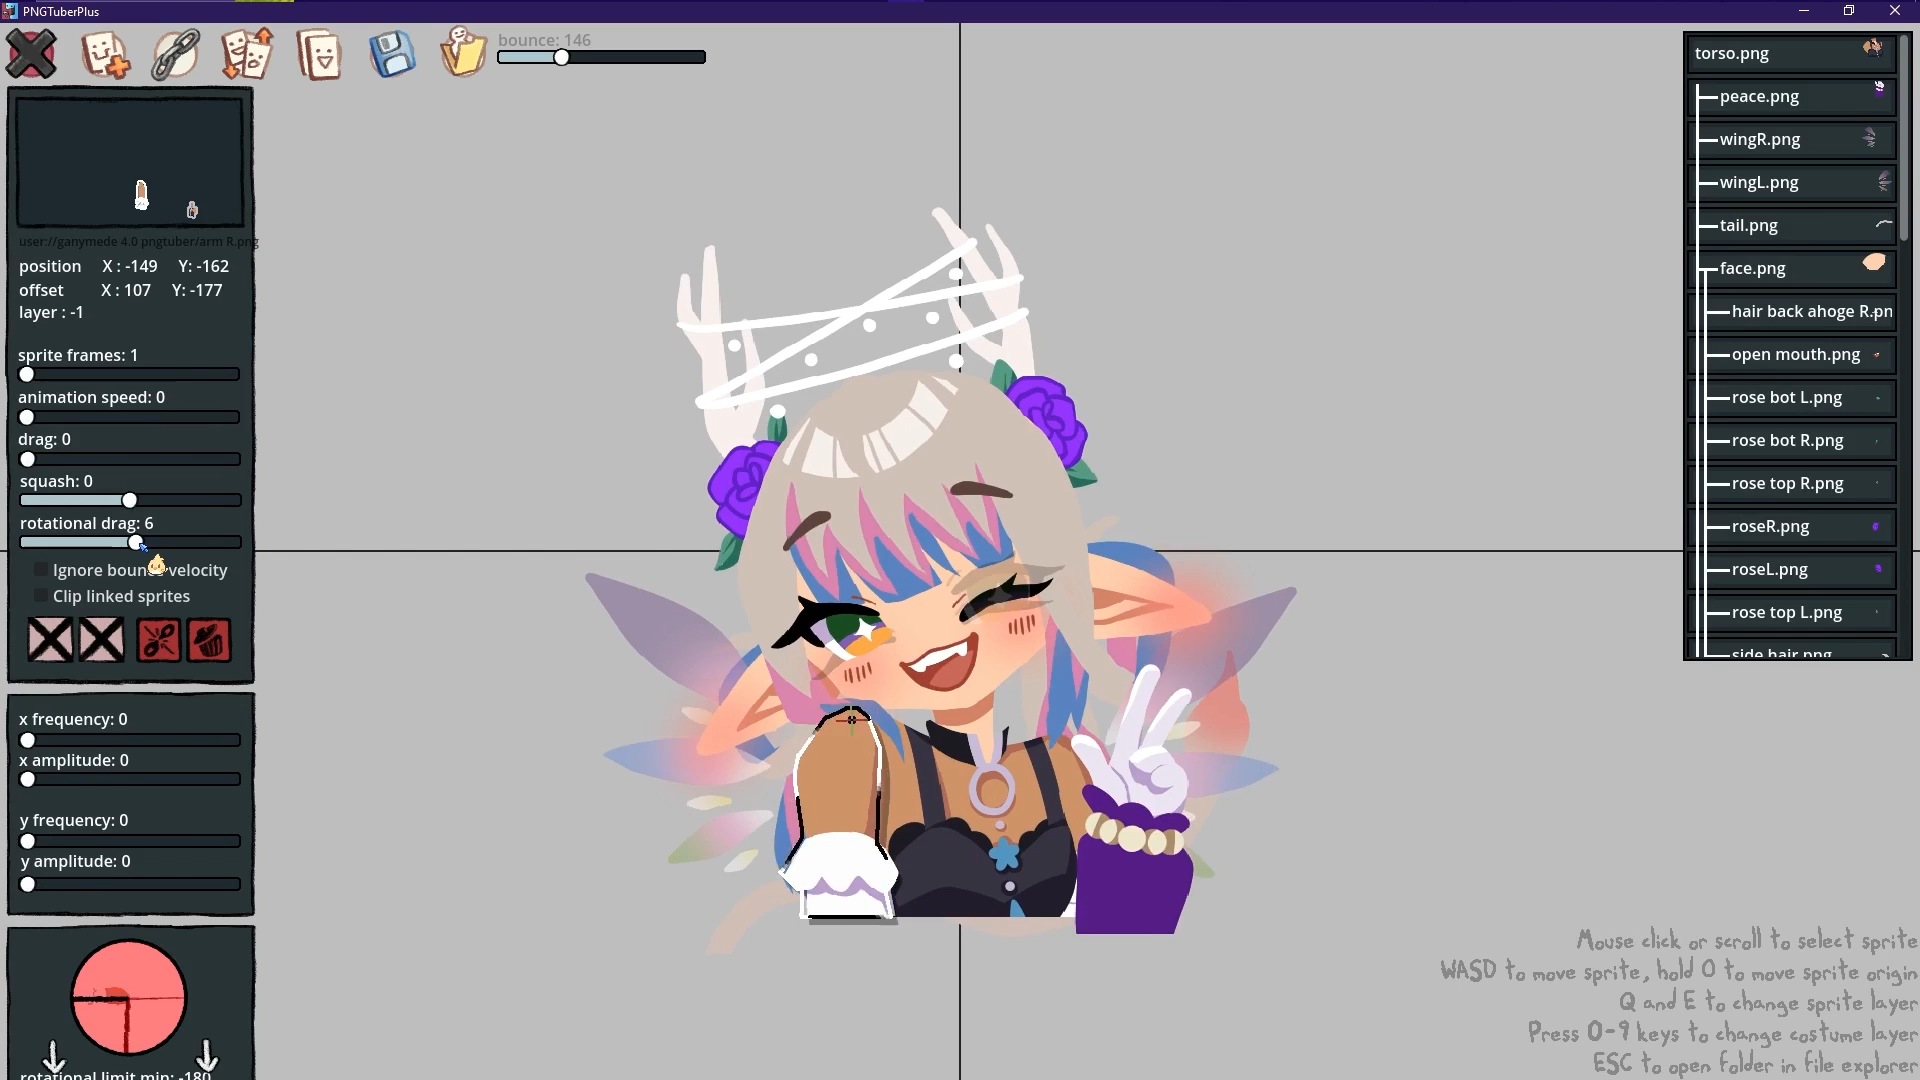 PNGTuberPlus
bounce: 146
user://ganymede 4.0 pngtuber/arm R.png
position X : -149 Y: -162
offset X : 107 Y: -177
layer : -1
sprite frames: 1
animation speed: 0
drag: 0
squash: 0
rotational drag: 6
Ignore bounce velocity
Clip linked sprites
x frequency: 0
x amplitude: 0
y frequency: 0
y amplitude: 0
rotational limit min: -180
torso.png
peace.png
wingR.png
wingL.png
tail.png
face.png
hair back ahoge R.pn
open mouth.png
rose bot L.png
rose bot R.png
rose top R.png
roseR.png
roseL.png
rose top L.png
side hair.png
Mouse click or scroll to select sprite
WASD to move sprite, hold O to move sprite origin
Q and E to change sprite layer
Press 0-9 keys to change costume layer
ESC to open folder in file explorer